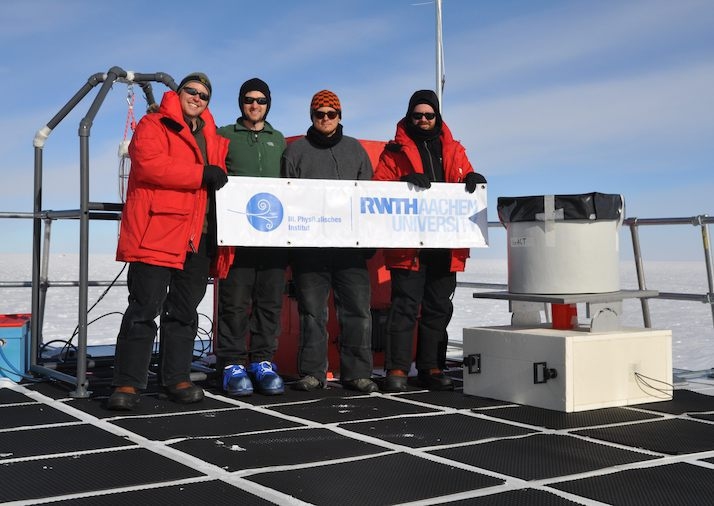 III. Physikalisches
Institut
RWTHAACHEN
UNIVERSITY